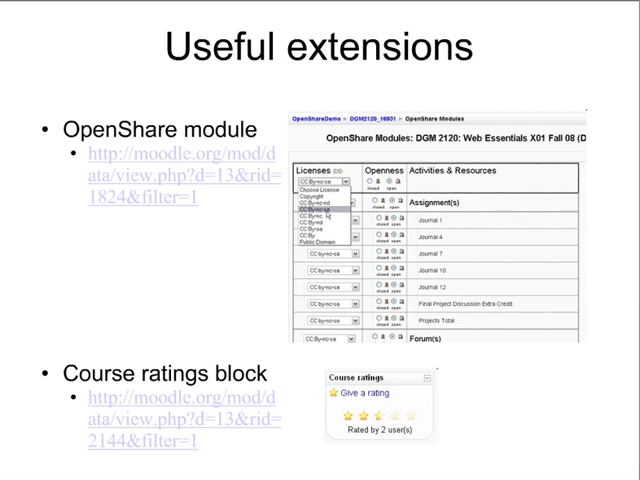 Useful extensions
• OpenShare module
• http://moodle.org/mod/d
ata/view.php?d=13&rid=
1824&filter=1
OpenShareDemo » DGM2120_16931 » OpenShare Modules
OpenShare Modules: DGM 2120: Web Essentials X01 Fall 08 (D
Licenses Openness Activities & Resources
CC By-nc-sa
closed open
Choose License
Copyright
CC By-nc-nd
CC By-nc-sa
CC By-nc
CC By-nd
CC By-sa
CC By
Public Domain
closed open Assignment(s)
closed open Journal 1
closed open Journal 4
CC by-nc-sa closed open Journal 7
CC by-nc-sa closed open Journal 10
CC by-nc-sa closed open Journal 12
CC by-nc-sa closed open Final Project Discussion Extra Credit
CC by-nc-sa closed open Projects Total
CC By-nc-sa Forum(s)
• Course ratings block
• http://moodle.org/mod/d
ata/view.php?d=13&rid=
2144&filter=1
Course ratings
Give a rating
Rated by 2 user(s)